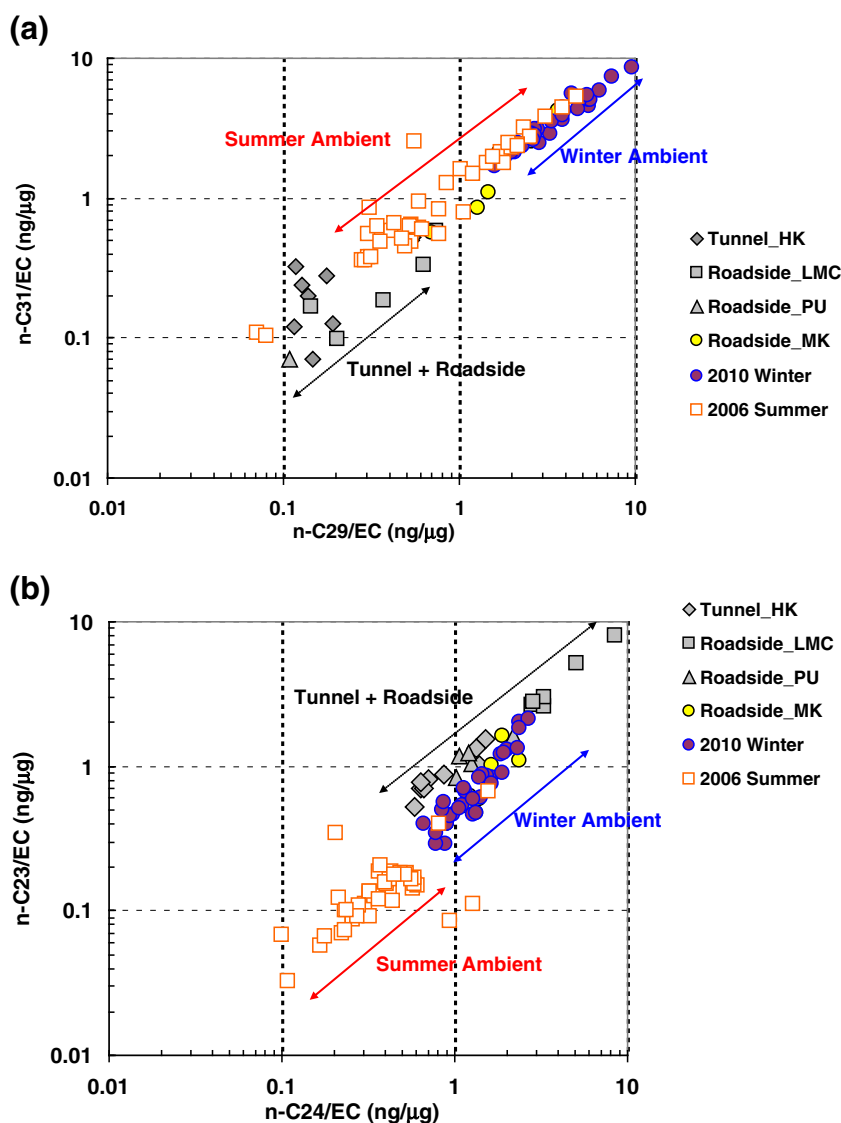 (a)
10
1
0.1
0.01
0.01
0.1
1
10
n-C31/EC (ng/µg)
n-C29/EC (ng/µg)
Summer Ambient
Winter Ambient
Tunnel + Roadside
Tunnel_HK
Roadside_LMC
Roadside_PU
Roadside_MK
2010 Winter
2006 Summer
(b)
10
1
0.1
0.01
0.01
0.1
1
10
n-C23/EC (ng/µg)
n-C24/EC (ng/µg)
Tunnel + Roadside
Winter Ambient
Summer Ambient
Tunnel_HK
Roadside_LMC
Roadside_PU
Roadside_MK
2010 Winter
2006 Summer